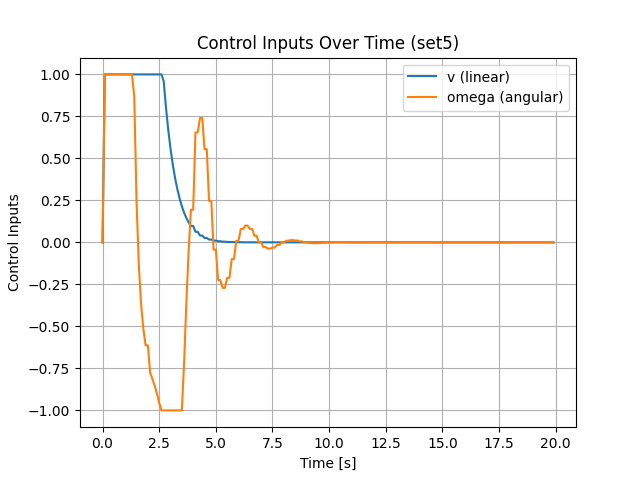 Control Inputs Over Time (set5)
v (linear)
omega (angular)
1.00
0.75
0.50
0.25
0.00
−0.25
−0.50
−0.75
−1.00
Control Inputs
0.0 2.5 5.0 7.5 10.0 12.5 15.0 17.5 20.0
Time [s]